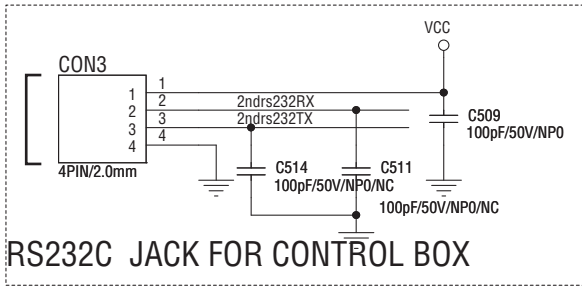 VCC
CON3
1
1
2
2
2ndrs232RX
3
3
2ndrs232TX
4
4
4PIN/2.0mm
C509
100pF/50V/NP0
C514
100pF/50V/NP0/NC
C511
100pF/50V/NP0/NC
RS232C JACK FOR CONTROL BOX